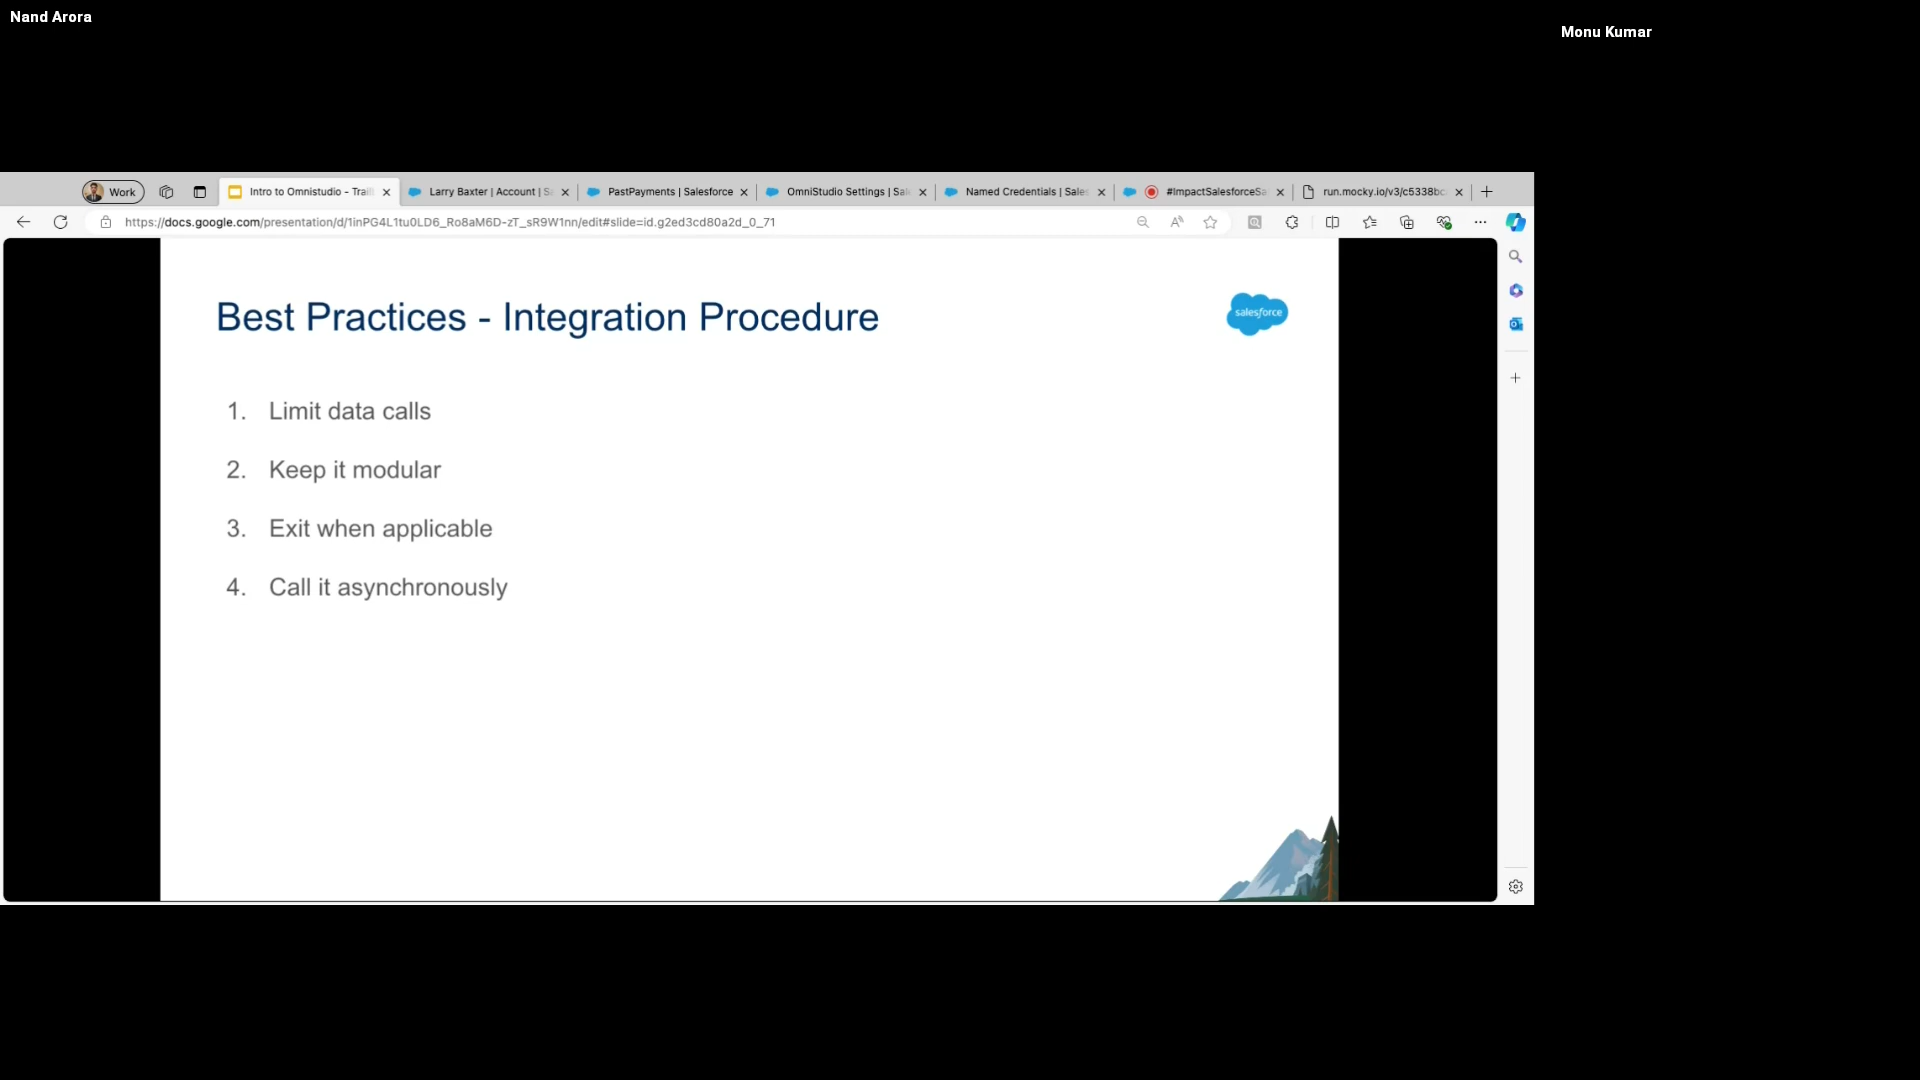 Nand Arora
Monu Kumar
Work
Intro to Omnistudio - Trail
Larry Baxter | Account | S
PastPayments | Salesforce
OmniStudio Settings | Sal
Named Credentials | Sales
#ImpactSalesforceSa
run.mocky.io/v3/c5338bc
https://docs.google.com/presentation/d/1inPG4L1tu0LD6_Ro8aM6D-zT_sR9W1nn/edit#slide=id.g2ed3cd80a2d_0_71
Best Practices - Integration Procedure
salesforce
1. Limit data calls
2. Keep it modular
3. Exit when applicable
4. Call it asynchronously